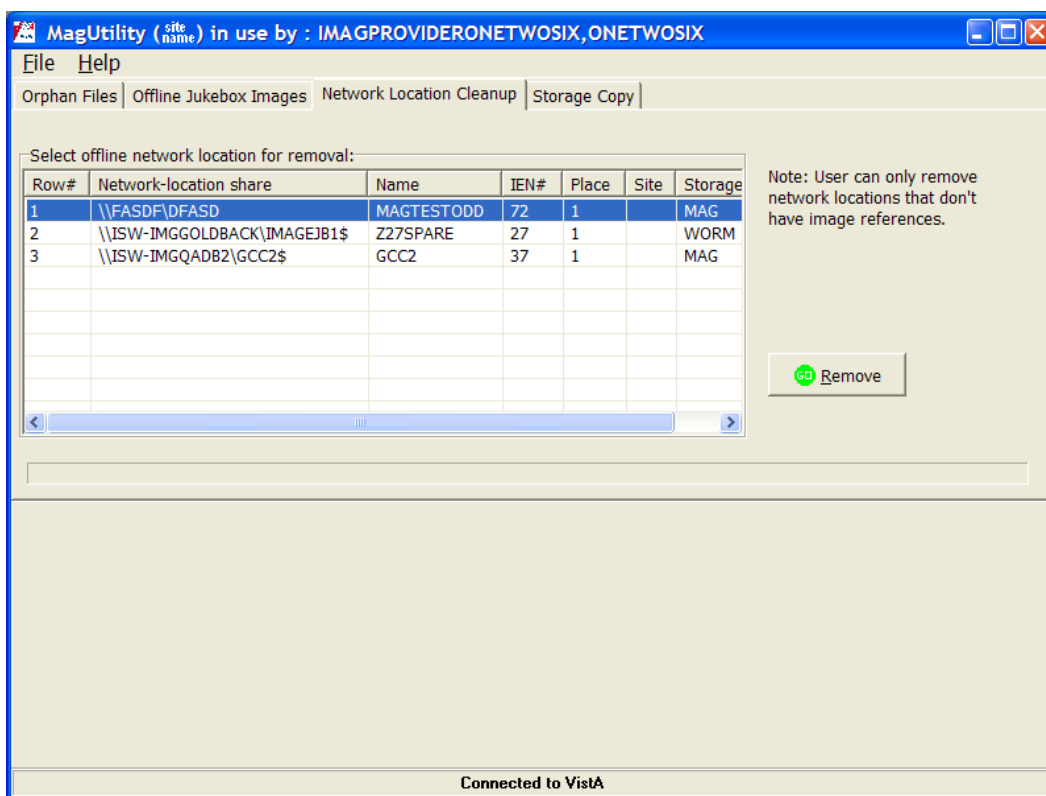 MagUtility (site name) in use by : IMAGPROVIDERONETWOSIX,ONETWOSIX
File Help
Orphan Files Offline Jukebox Images Network Location Cleanup Storage Copy
Select offline network location for removal:
Row# Network-location share Name IEN# Place Site Storage
1 \\FASDF\DFASD MAGTESTODD 72 1 MAG
2 \\ISW-IMGGOLDBACK\IMAGEJB1$ Z27SPARE 27 1 WORM
3 \\ISW-IMGQADB2\GCC2$ GCC2 37 1 MAG
Note: User can only remove
network locations that don't
have image references.
GO Remove
Connected to VistA